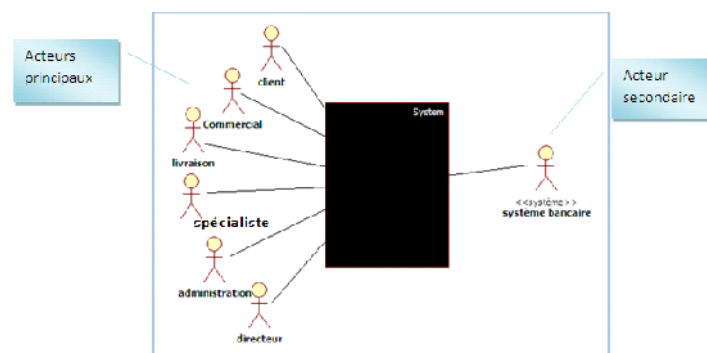 Acteurs
principaux
client
Commercial
livraison
spécialiste
administration
directeur
System
Acteur
secondaire
<<système>>
système bancaire